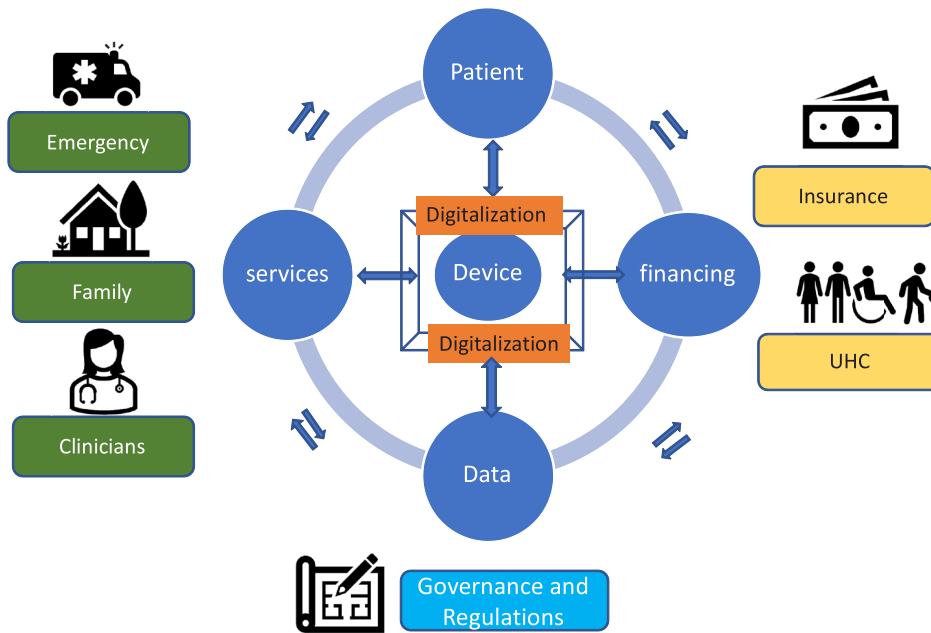 Patient
Emergency
Insurance
Digitalization
services
Device
financing
Family
Digitalization
UHC
Clinicians
Data
Governance and
Regulations